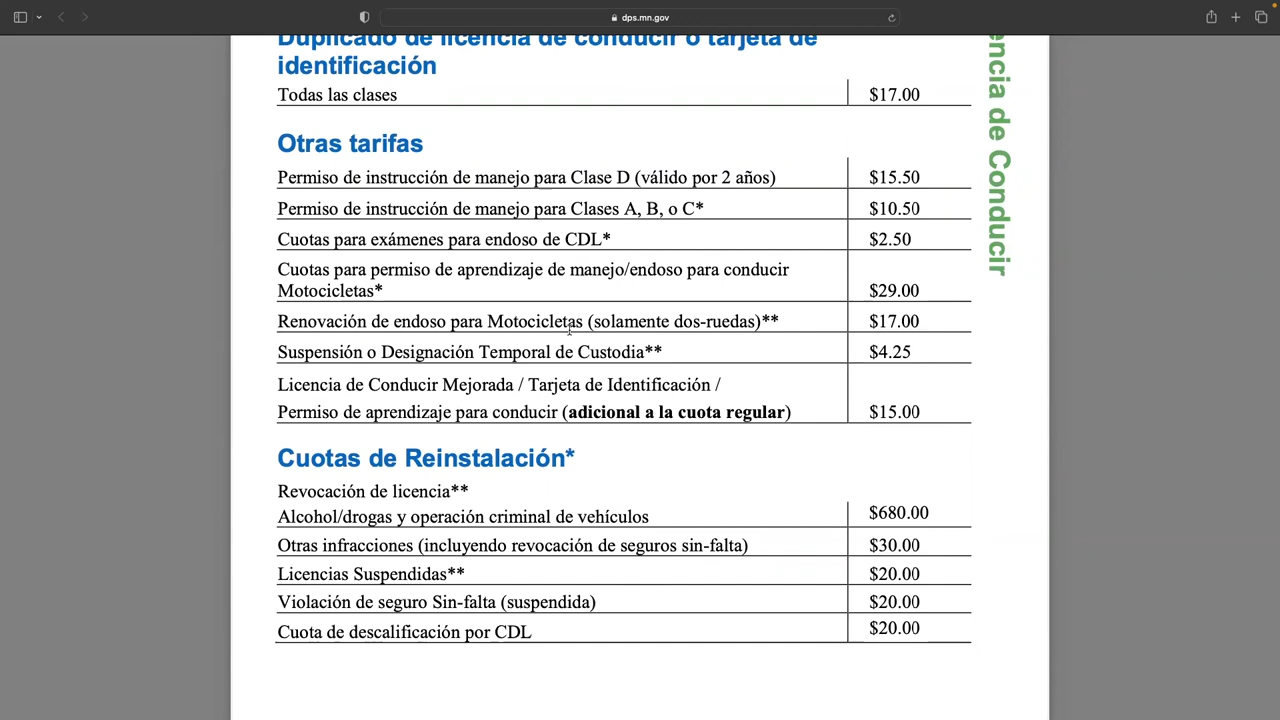 dps.mn.gov
Duplicado de licencia de conducir o tarjeta de
identificación
Todas las clases $17.00
Otras tarifas
Permiso de instrucción de manejo para Clase D (válido por 2 años) $15.50
Permiso de instrucción de manejo para Clases A, B, o C* $10.50
Cuotas para exámenes para endoso de CDL* $2.50
Cuotas para permiso de aprendizaje de manejo/endoso para conducir
Motocicletas* $29.00
Renovación de endoso para Motocicletas (solamente dos-ruedas)** $17.00
Suspensión o Designación Temporal de Custodia** $4.25
Licencia de Conducir Mejorada / Tarjeta de Identificación /
Permiso de aprendizaje para conducir (adicional a la cuota regular) $15.00
Cuotas de Reinstalación*
Revocación de licencia**
Alcohol/drogas y operación criminal de vehículos $680.00
Otras infracciones (incluyendo revocación de seguros sin-falta) $30.00
Licencias Suspendidas** $20.00
Violación de seguro Sin-falta (suspendida) $20.00
Cuota de descalificación por CDL $20.00
encia de Conducir